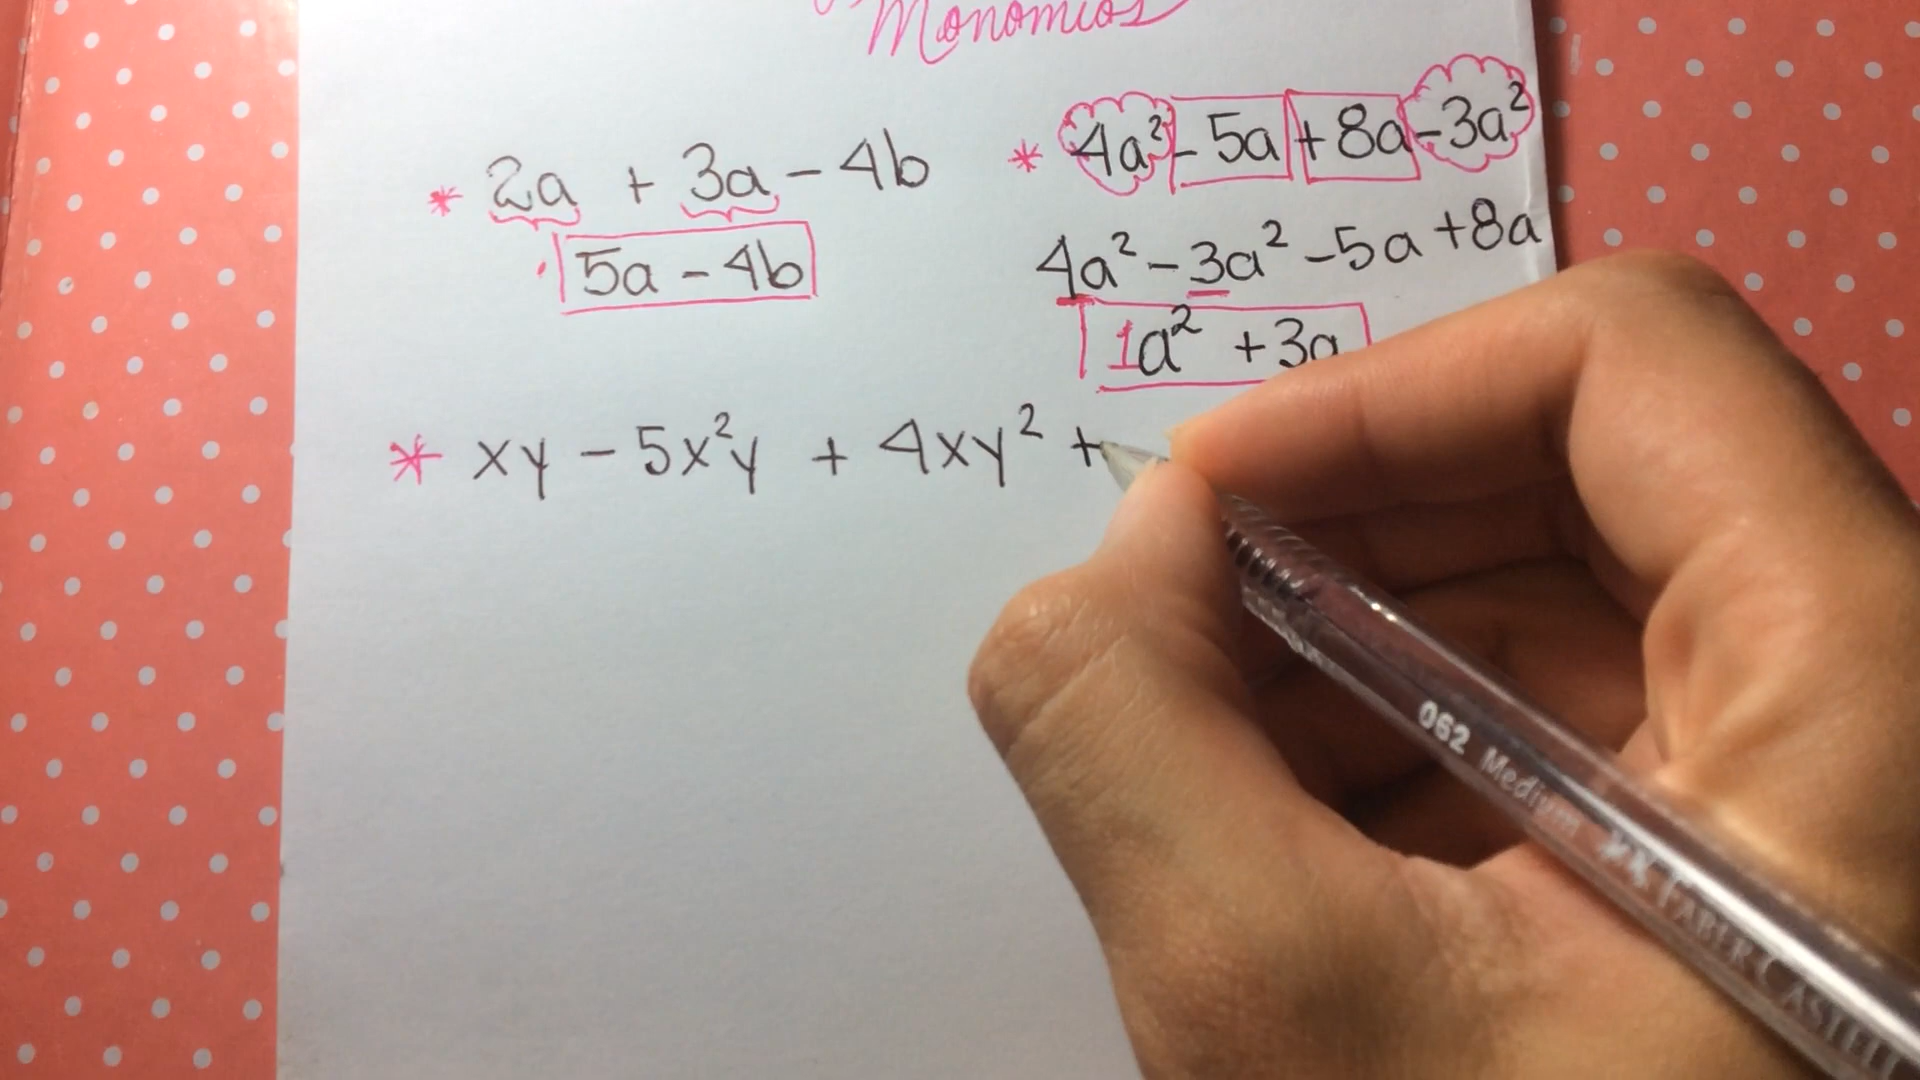 Monomios
* 2a + 3a - 4b
5a - 4b
* 4a² - 5a + 8a - 3a²
4a² - 3a² - 5a + 8a
1a² + 3a
* xy - 5x²y + 4xy² +
062 Medium FABER CASTELL